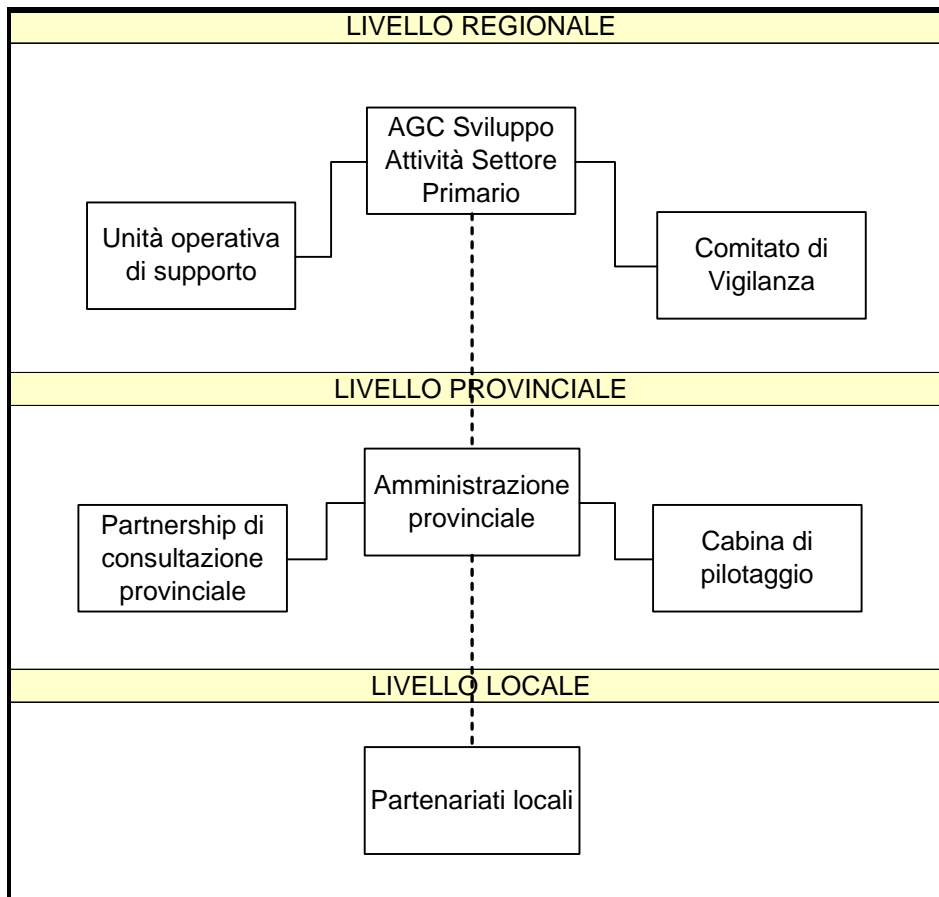 LIVELLO REGIONALE
AGC Sviluppo
Attività Settore
Primario
Unità operativa
di supporto
Comitato di
Vigilanza
LIVELLO PROVINCIALE
Amministrazione
provinciale
Partnership di
consultazione
provinciale
Cabina di
pilotaggio
LIVELLO LOCALE
Partenariati locali